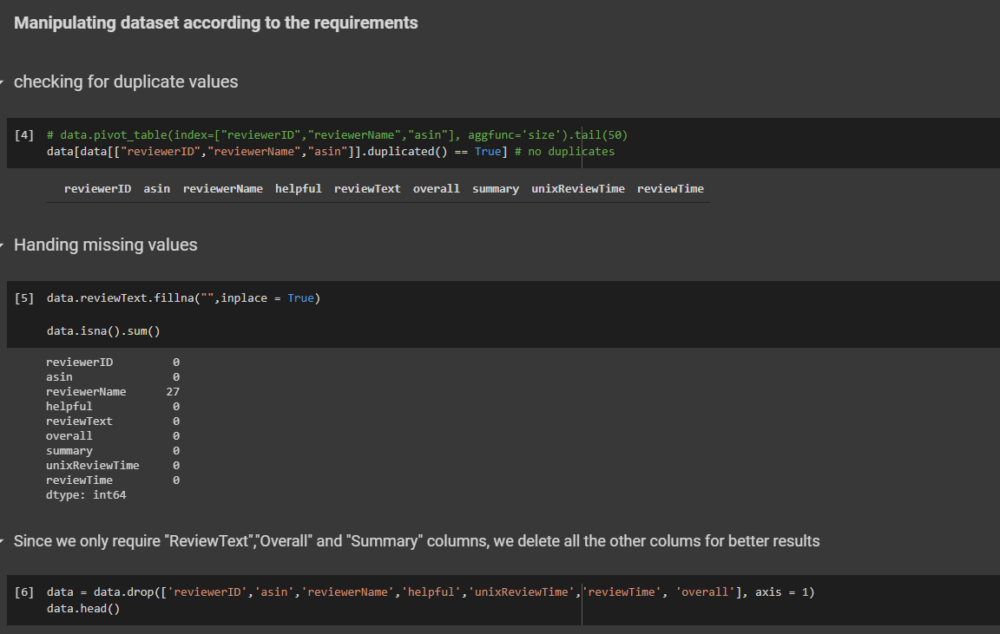 Manipulating dataset according to the requirements
checking for duplicate values
[4] # data.pivot_table(index=["reviewerID","reviewerName","asin"], aggfunc='size').tail(50)
data[data[["reviewerID","reviewerName","asin"]].duplicated() == True] # no duplicates
reviewerID asin reviewerName helpful reviewText overall summary unixReviewTime reviewTime
Handing missing values
[5] data.reviewText.fillna("",inplace = True)
data.isna().sum()
reviewerID 0
asin 0
reviewerName 27
helpful 0
reviewText 0
overall 0
summary 0
unixReviewTime 0
reviewTime 0
dtype: int64
Since we only require "ReviewText","Overall" and "Summary" columns, we delete all the other colums for better results
[6] data = data.drop(['reviewerID','asin','reviewerName','helpful','unixReviewTime','reviewTime', 'overall'], axis = 1)
data.head()